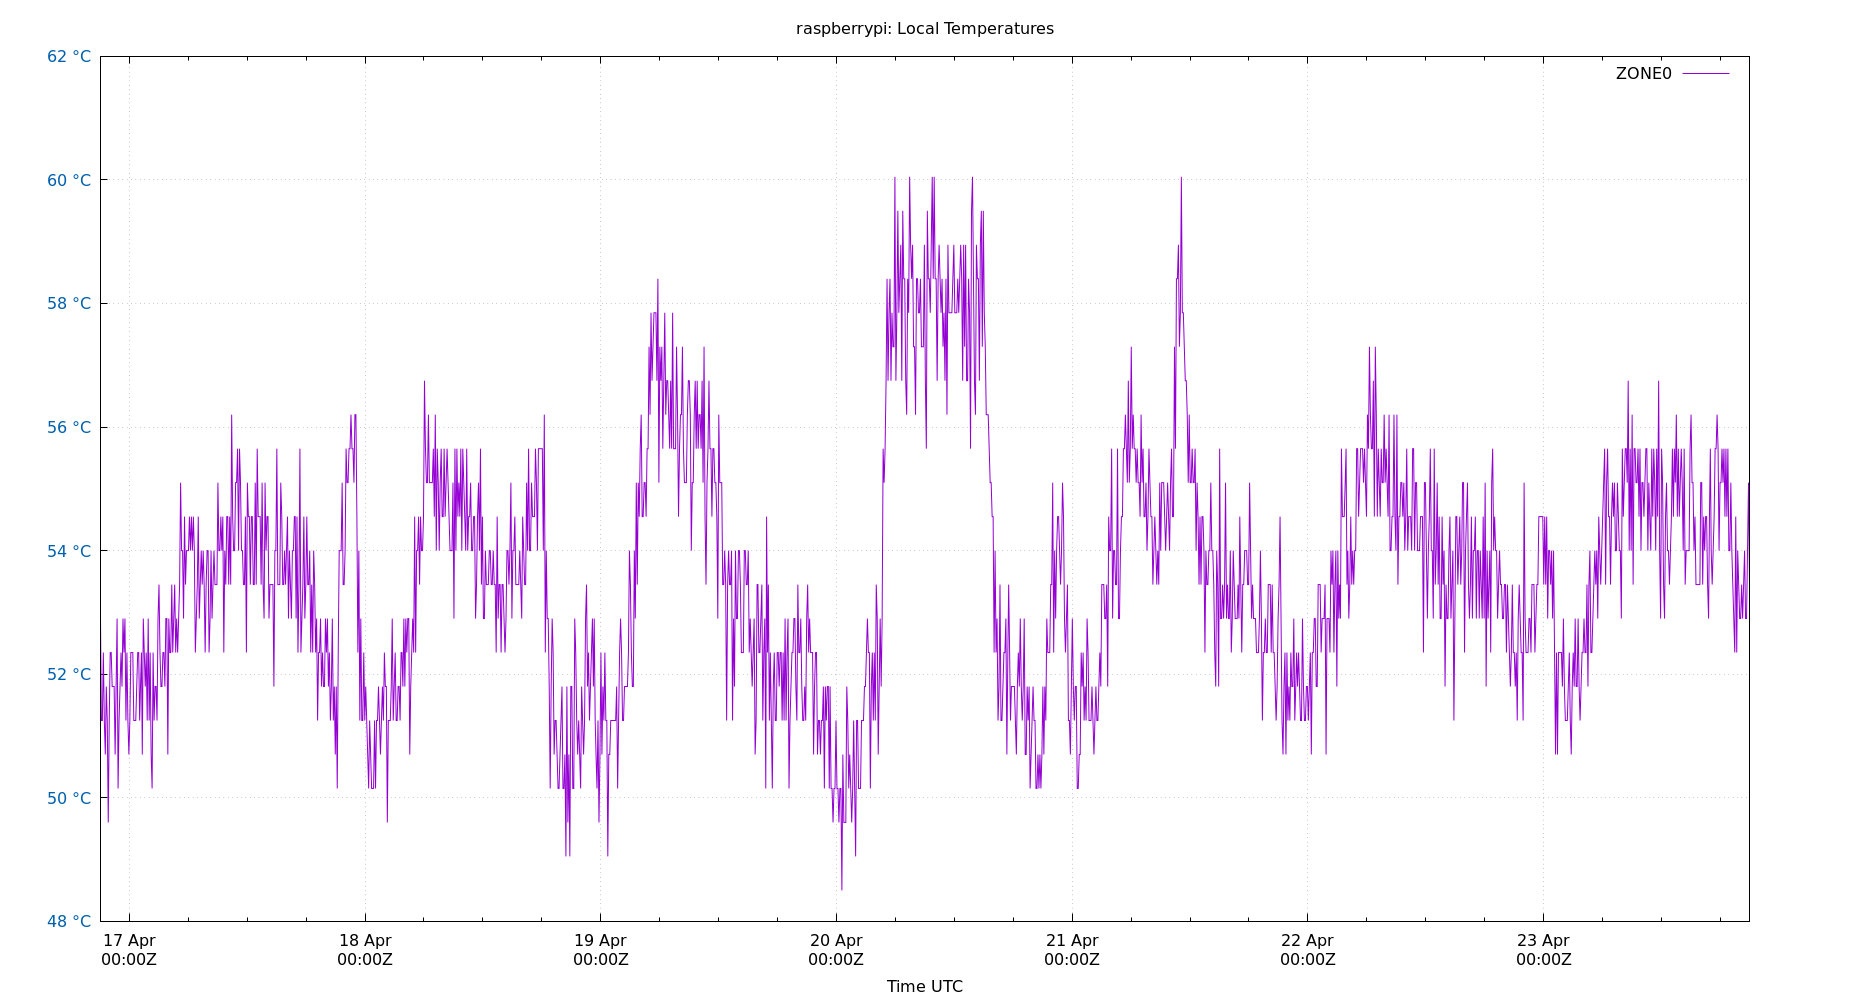 raspberrypi: Local Temperatures
62 °C
ZONE0
60 °C
58 °C
56 °C
54 °C
52 °C
50 °C
48 °C
17 Apr 18 Apr 19 Apr 20 Apr 21 Apr 22 Apr 23 Apr
00:00Z 00:00Z 00:00Z 00:00Z 00:00Z 00:00Z 00:00Z
Time UTC